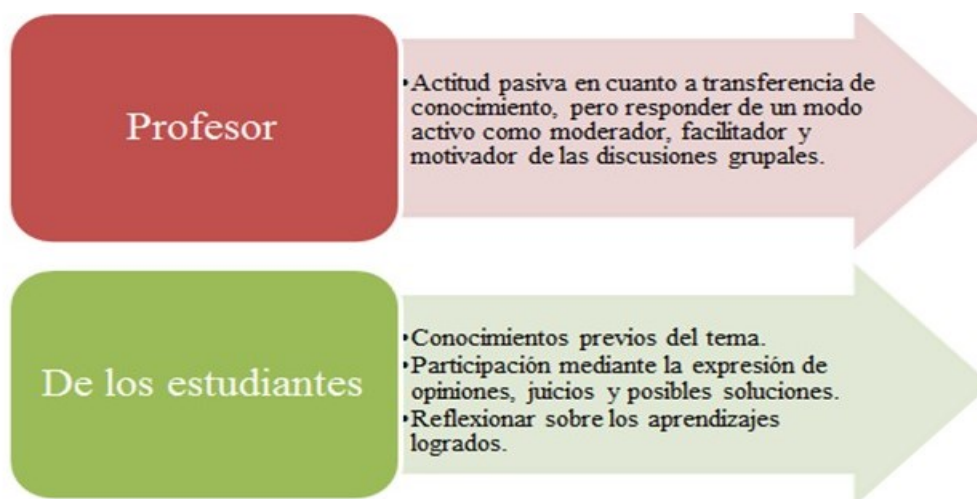 Profesor
•Actitud pasiva en cuanto a transferencia de
conocimiento, pero responder de un modo
activo como moderador, facilitador y
motivador de las discusiones grupales.
De los estudiantes
•Conocimientos previos del tema.
•Participación mediante la expresión de
opiniones, juicios y posibles soluciones.
•Reflexionar sobre los aprendizajes
logrados.